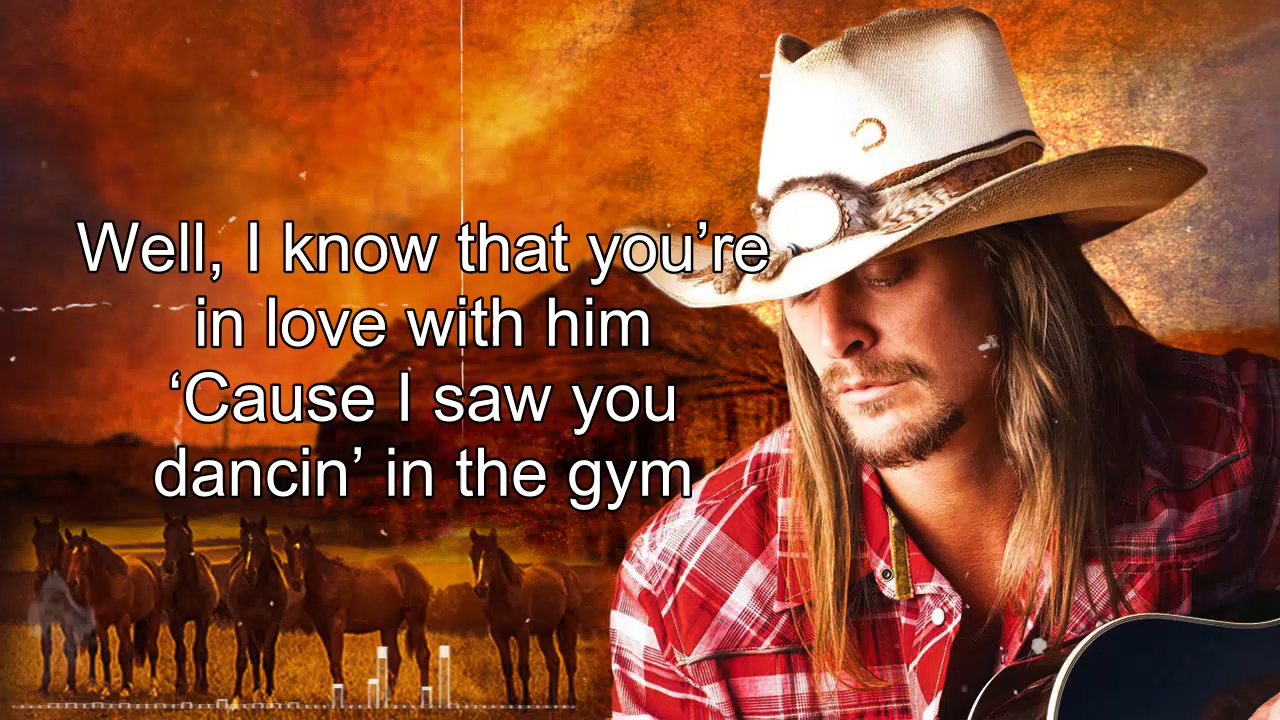 Well, I know that you’re
in love with him
‘Cause I saw you
dancin’ in the gym